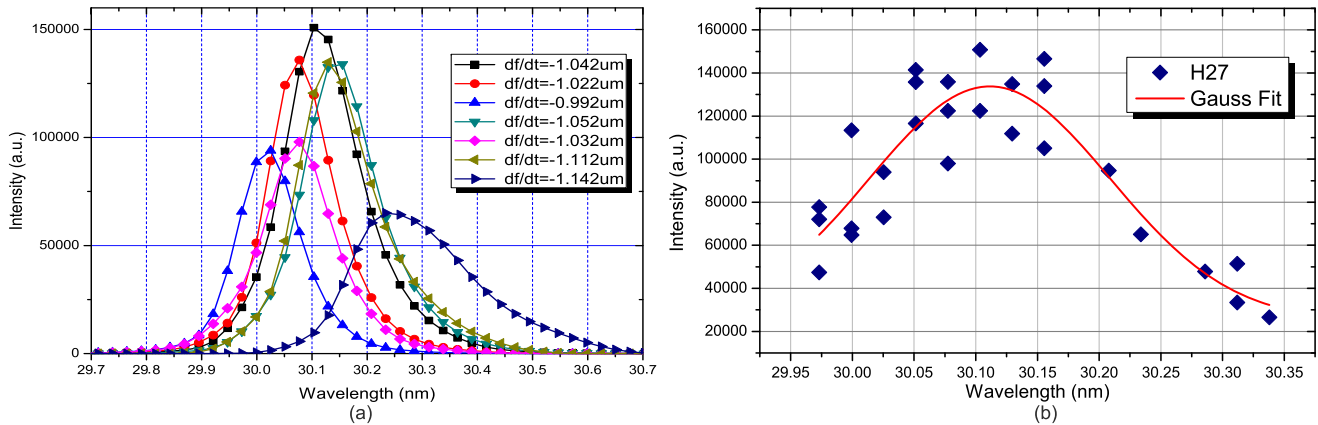 150000
100000
50000
0
Intensity (a.u.)
df/dt=-1.042um
df/dt=-1.022um
df/dt=-0.992um
df/dt=-1.052um
df/dt=-1.032um
df/dt=-1.112um
df/dt=-1.142um
29.7 29.8 29.9 30.0 30.1 30.2 30.3 30.4 30.5 30.6 30.7
Wavelength (nm)
(a)
160000
140000
120000
100000
80000
60000
40000
20000
Intensity (a.u.)
H27
Gauss Fit
29.95 30.00 30.05 30.10 30.15 30.20 30.25 30.30 30.35
Wavelength (nm)
(b)